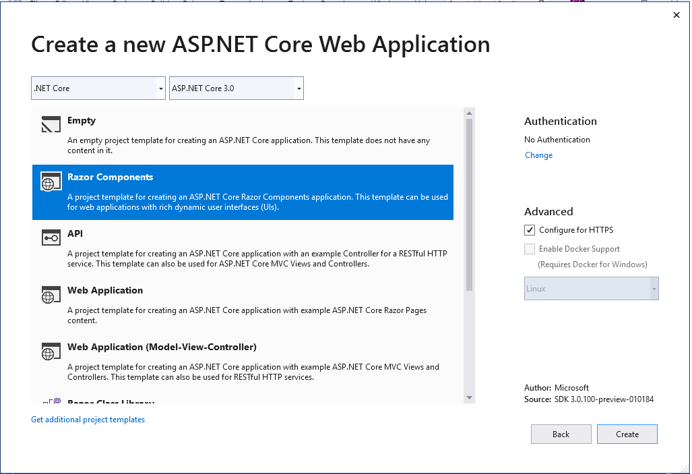 Create a new ASP.NET Core Web Application
.NET Core
ASP.NET Core 3.0
Empty
An empty project template for creating an ASP.NET Core application. This template does not have any
content in it.
Razor Components
A project template for creating an ASP.NET Core Razor Components application. This template can be used
for web applications with rich dynamic user interfaces (UIs).
API
A project template for creating an ASP.NET Core application with an example Controller for a RESTful HTTP
service. This template can also be used for ASP.NET Core MVC Views and Controllers.
Web Application
A project template for creating an ASP.NET Core application with example ASP.NET Core Razor Pages
content.
Web Application (Model-View-Controller)
A project template for creating an ASP.NET Core application with example ASP.NET Core MVC Views and
Controllers. This template can also be used for RESTful HTTP services.
Razor Class Library
Get additional project templates
Authentication
No Authentication
Change
Advanced
Configure for HTTPS
Enable Docker Support
(Requires Docker for Windows)
Linux
Author: Microsoft
Source: SDK 3.0.100-preview-010184
Back
Create